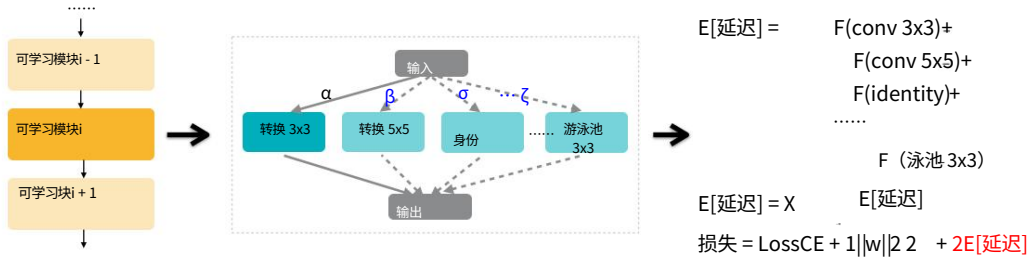 ……
可学习模块i - 1
可学习模块i
可学习块i + 1
输入
α
β
σ
…
ζ
转换 3x3
转换 5x5
身份
……
游泳池
3x3
输出
E[延迟] = F(conv 3x3)+
F(conv 5x5)+
F(identity)+
……
F（泳池 3x3）
E[延迟] = X E[延迟]
损失 = LossCE + 1||w||2 2 + 2E[延迟]